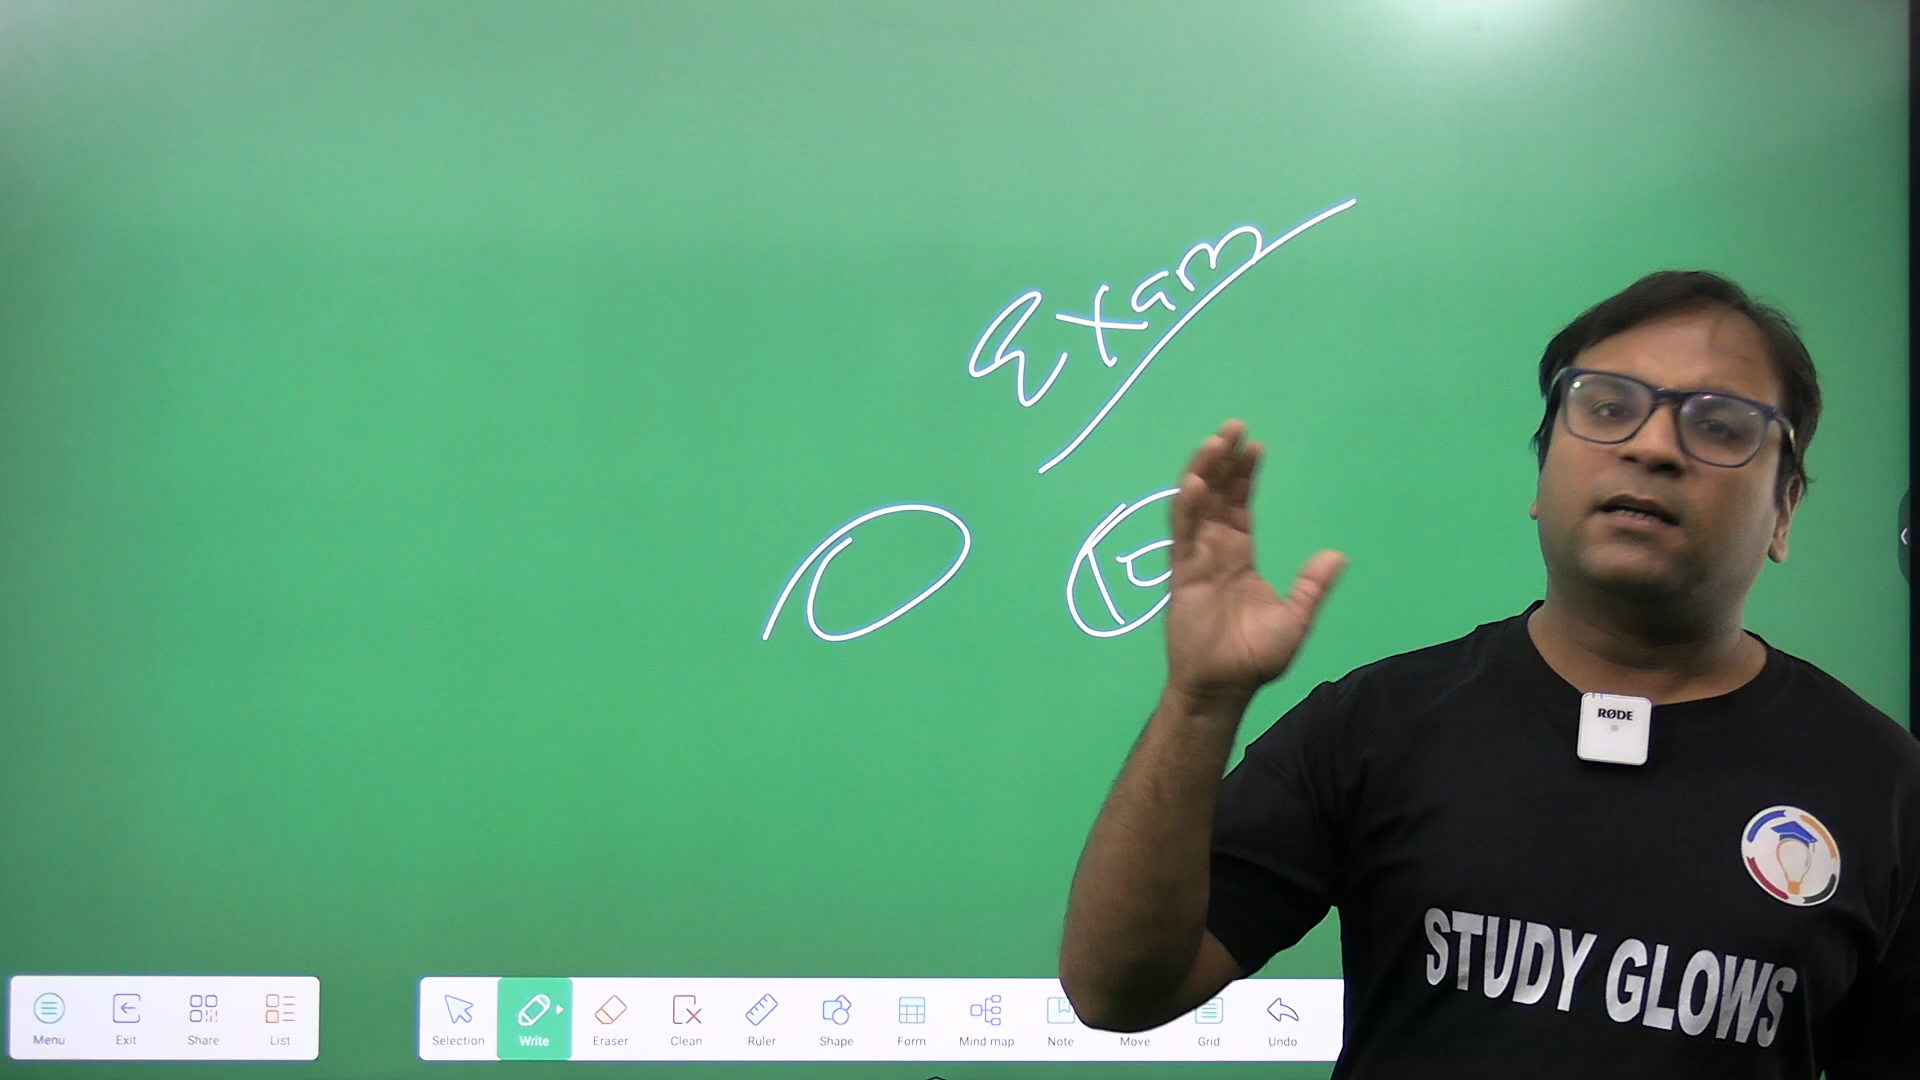 Exam
RØDE
STUDY GLOWS
Menu Exit Share List Selection Write Eraser Clean Ruler Shape Form Mind map Note Move Grid Undo